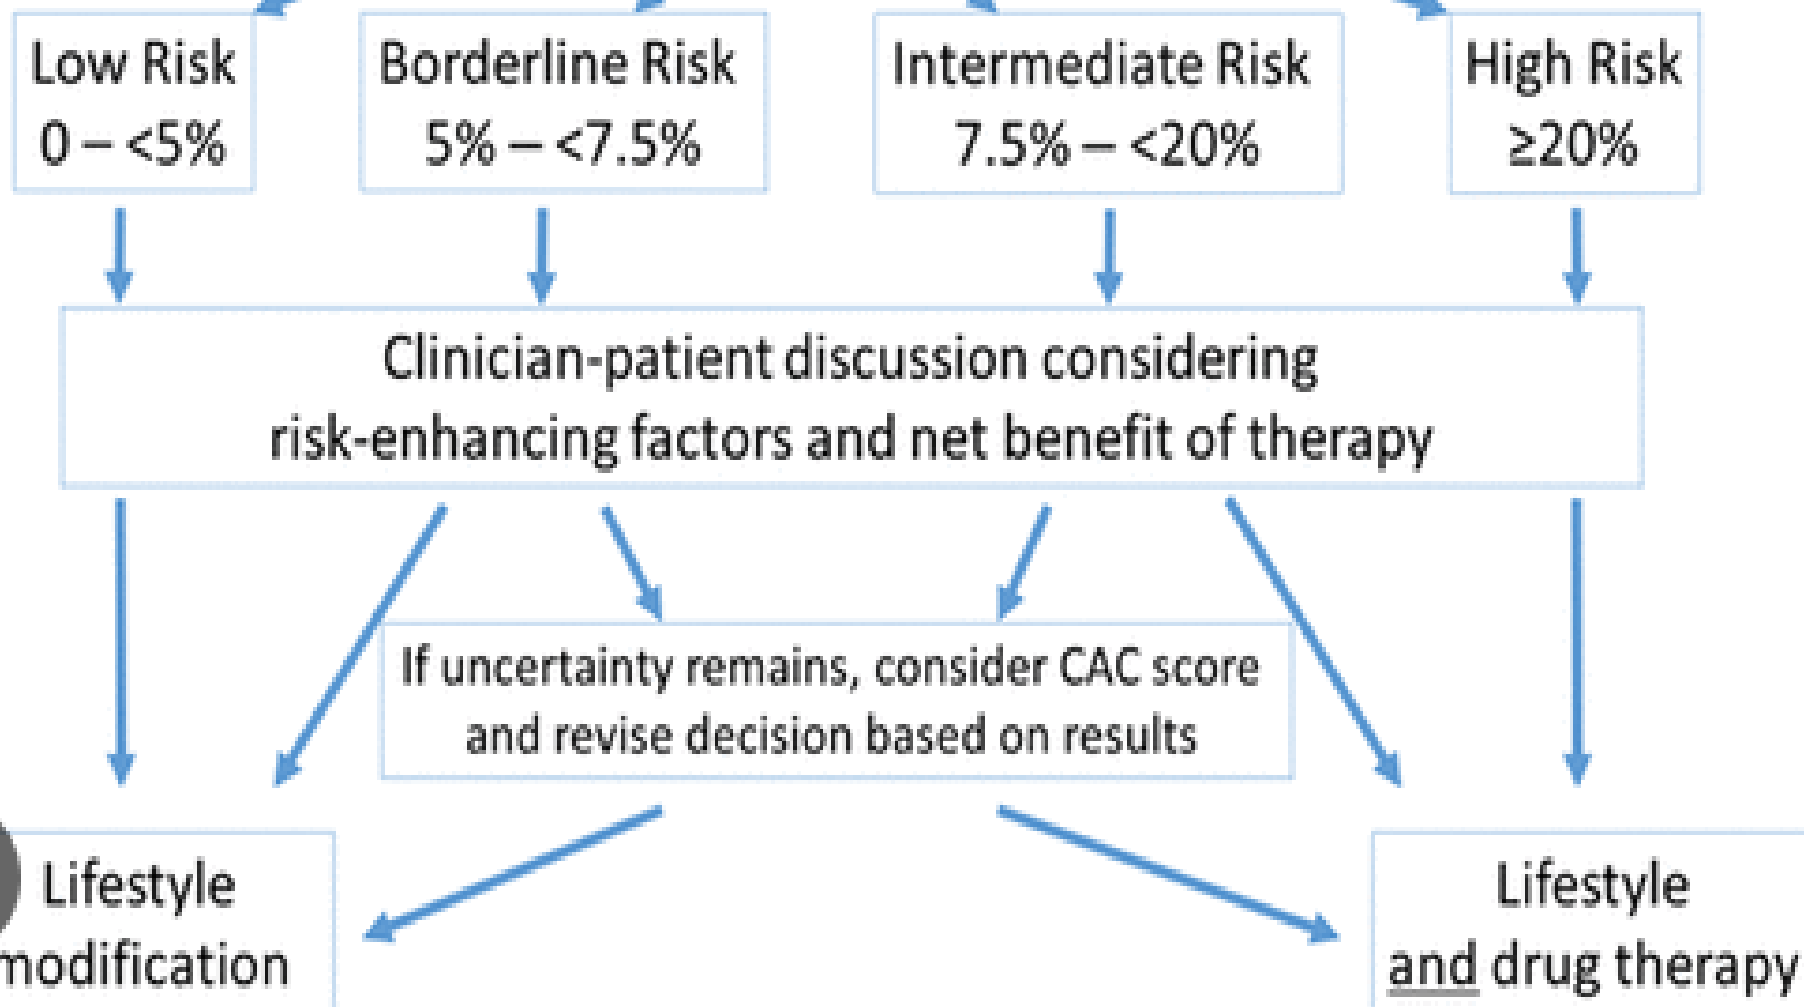 Low Risk
0 – <5%
Borderline Risk
5% – <7.5%
Intermediate Risk
7.5% – <20%
High Risk
≥20%
Clinician-patient discussion considering
risk-enhancing factors and net benefit of therapy
If uncertainty remains, consider CAC score
and revise decision based on results
Lifestyle
modification
Lifestyle
and drug therapy